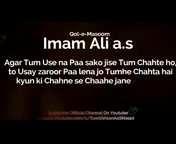 Qol-e-Masoom
Imam Ali a.s
Agar Tum Use na Paa sako jise Tum Chahte ho,
to Usay zaroor Paa lena jo Tumhe Chahta hai
kyun ki Chahne se Chaahe jane
Subscribe Official Channel On Youtube